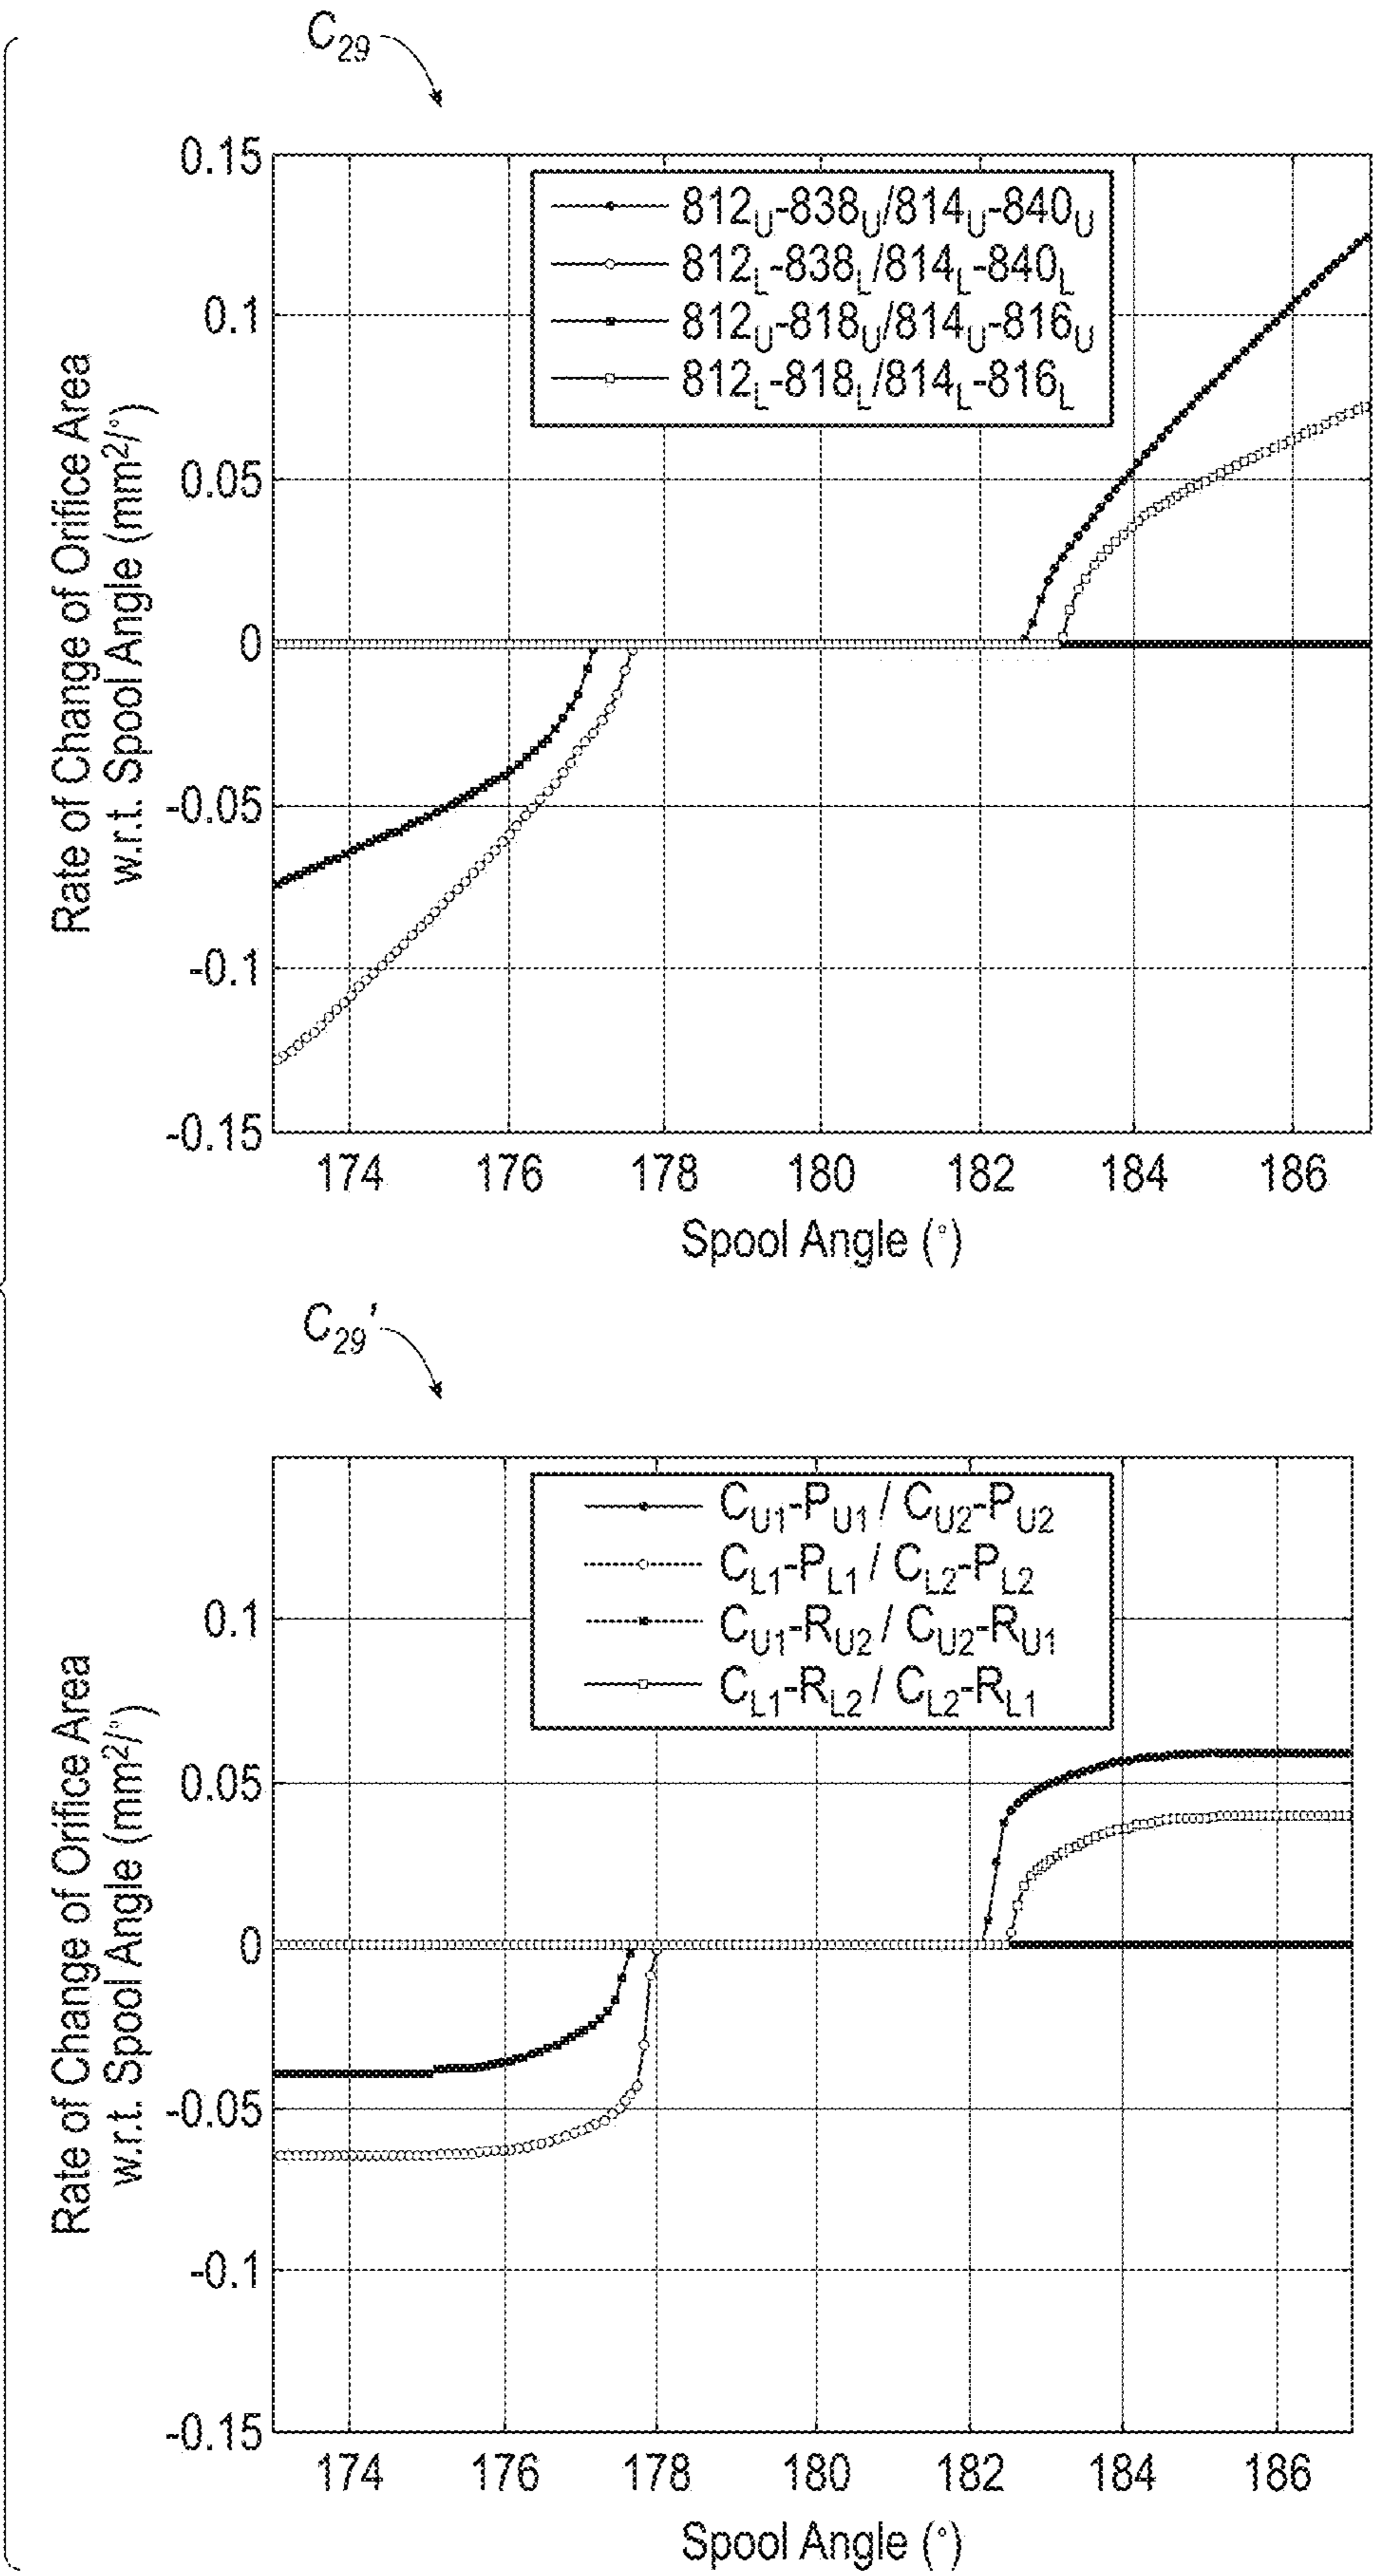 C29
0.15
0.1
0.05
0
-0.05
-0.1
-0.15
Rate of Change of Orifice Area
w.r.t. Spool Angle (mm²/°)
812U-838U/814U-840U
812L-838L/814L-840L
812U-818U/814U-816U
812L-818L/814L-816L
174 176 178 180 182 184 186
Spool Angle (°)
C29'
0.1
0.05
0
-0.05
-0.1
-0.15
Rate of Change of Orifice Area
w.r.t. Spool Angle (mm²/°)
CU1-PU1 / CU2-PU2
CL1-PL1 / CL2-PL2
CU1-RU2 / CU2-RU1
CL1-RL2 / CL2-RL1
174 176 178 180 182 184 186
Spool Angle (°)